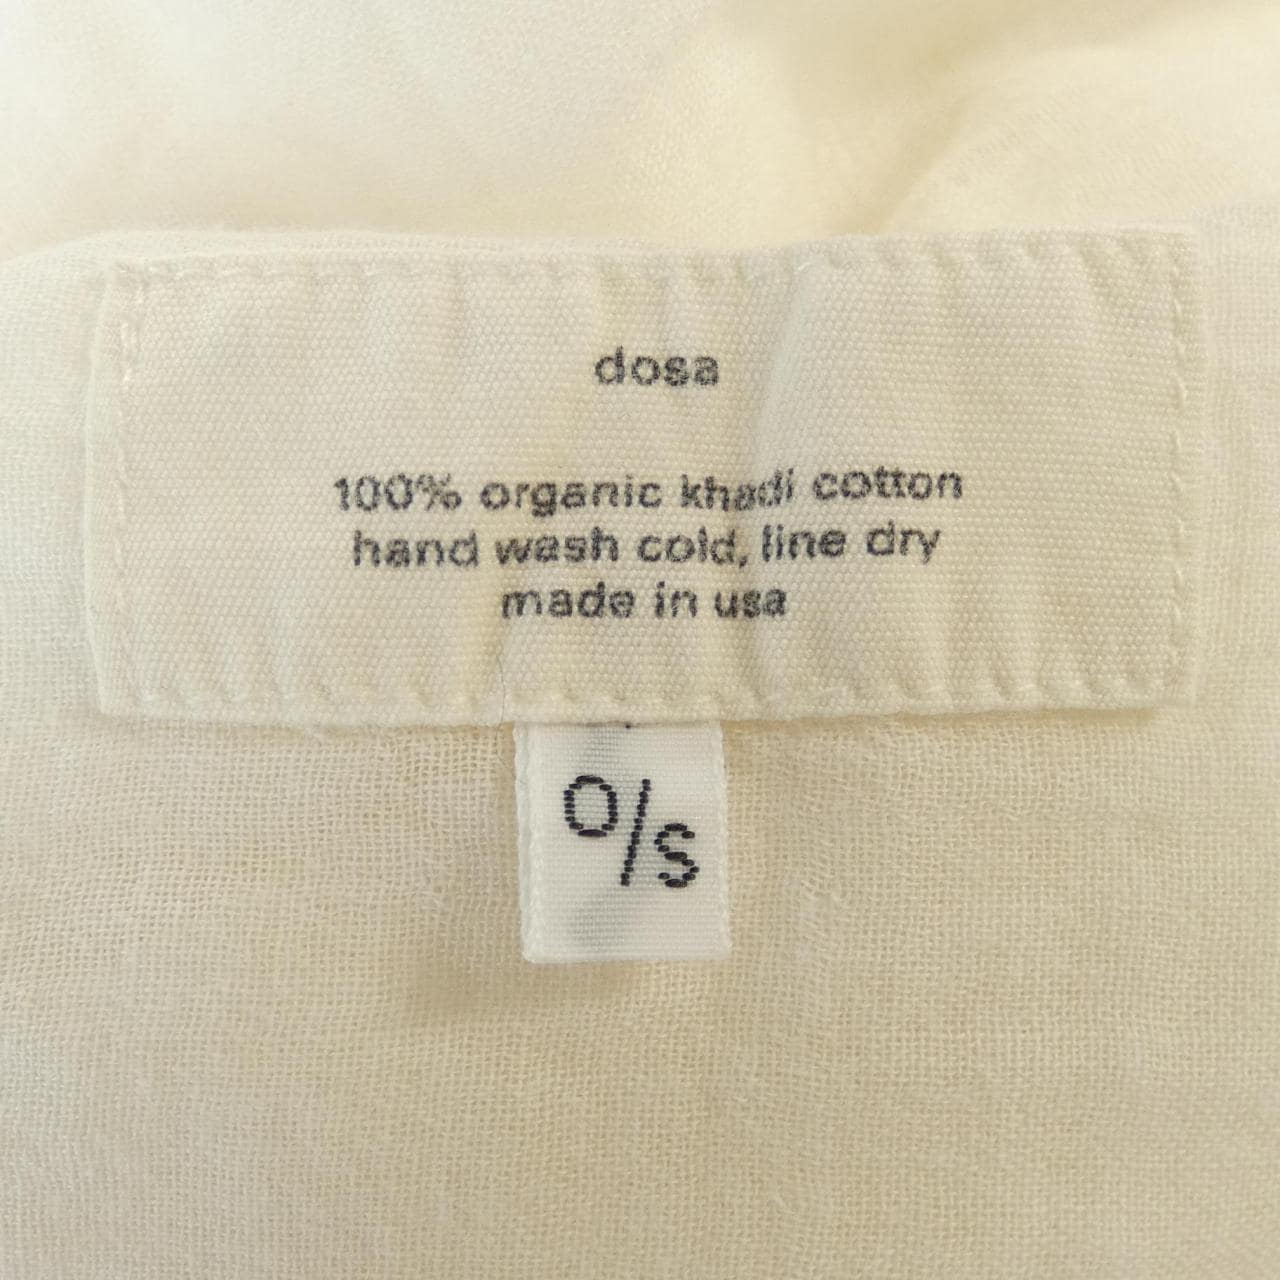 dosa
100% organic khadi cotton
hand wash cold, line dry
made in usa
O/S